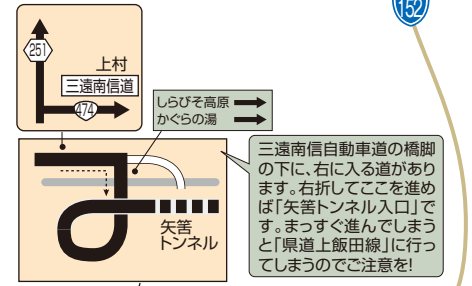 152
251
上村
三遠南信道
474
しらびそ高原
かぐらの湯
矢筈
トンネル
三遠南信自動車道の橋脚
の下に、右に入る道があり
ます。右折してここを進め
ば「矢筈トンネル入口」で
す。まっすぐ進んでしまう
と「県道上飯田線」に行っ
てしまうのでご注意を!